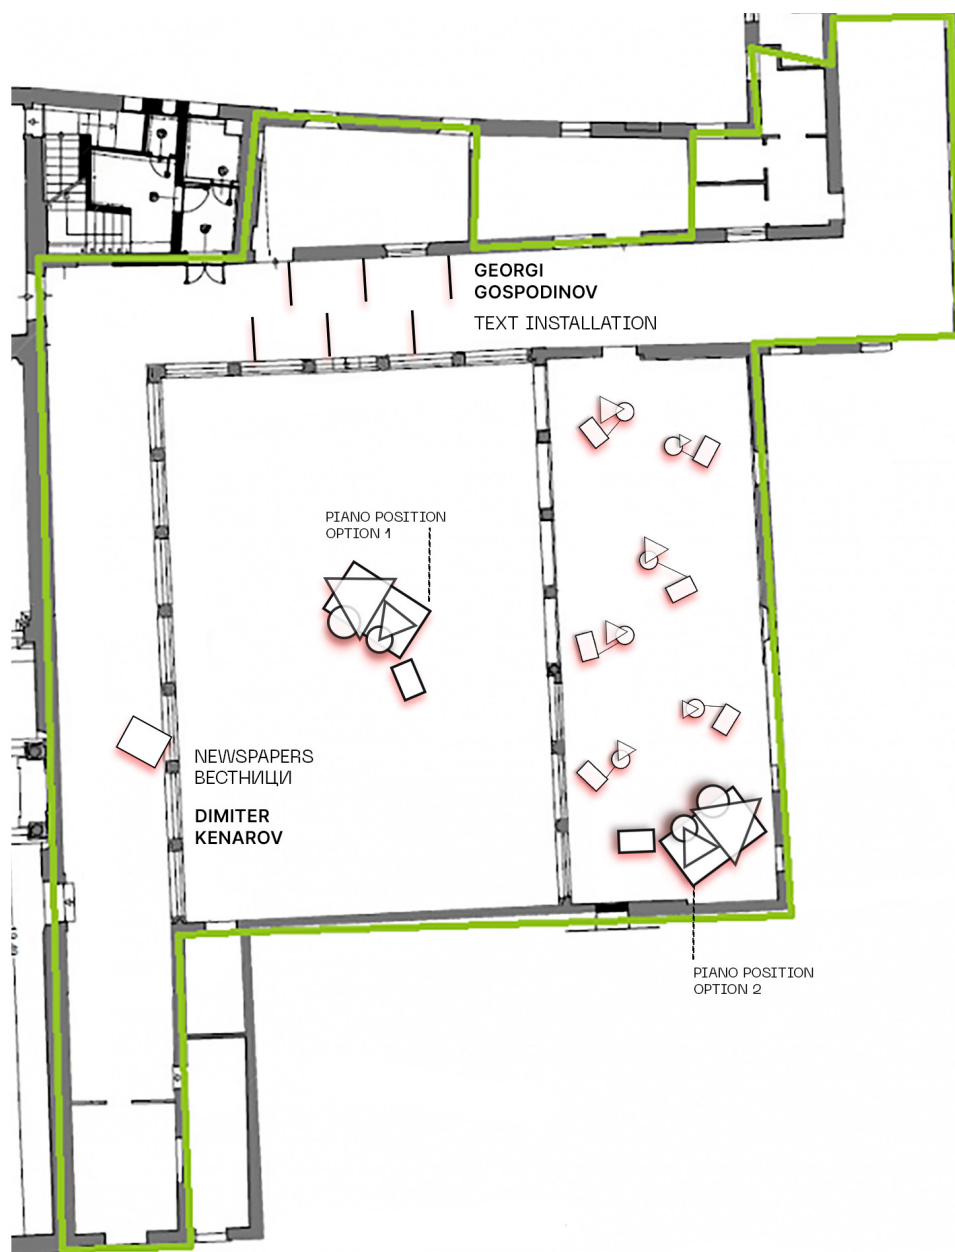 GEORGI
GOSPODINOV
TEXT INSTALLATION
PIANO POSITION
OPTION 1
NEWSPAPERS
ВЕСТНИЦИ
DIMITER
KENAROV
PIANO POSITION
OPTION 2